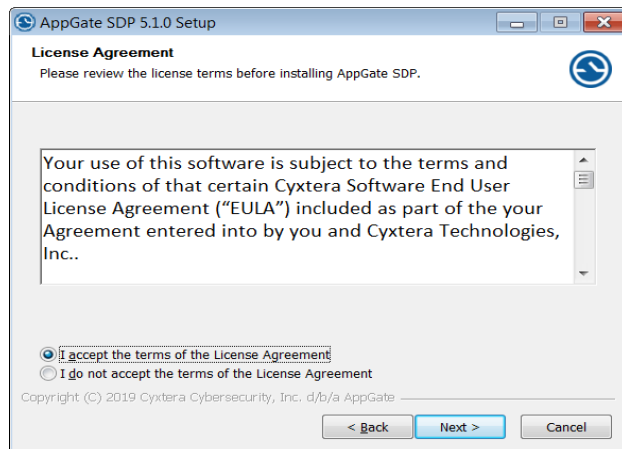 AppGate SDP 5.1.0 Setup
License Agreement
Please review the license terms before installing AppGate SDP.
Your use of this software is subject to the terms and
conditions of that certain Cyxtera Software End User
License Agreement (“EULA”) included as part of the your
Agreement entered into by you and Cyxtera Technologies,
Inc..
I accept the terms of the License Agreement
I do not accept the terms of the License Agreement
Copyright (C) 2019 Cyxtera Cybersecurity, Inc. d/b/a AppGate
< Back Next > Cancel